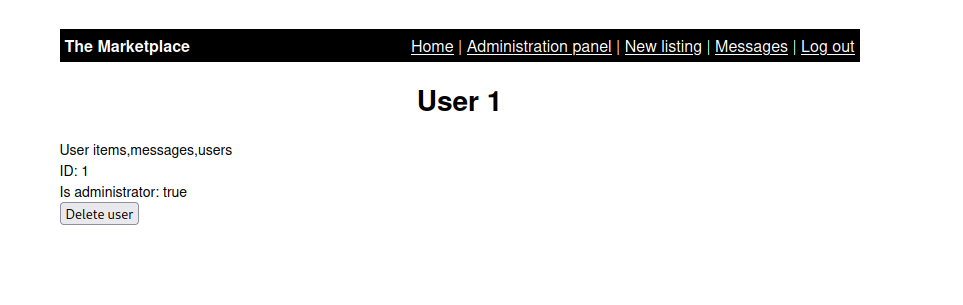 The Marketplace
Home | Administration panel | New listing | Messages | Log out
User 1
User items,messages,users
ID: 1
Is administrator: true
Delete user